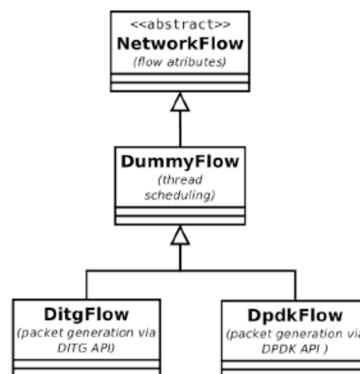 <<abstract>>
NetworkFlow
(flow atributes)
DummyFlow
(thread
scheduling)
DitgFlow
(packet generation via
DITG API)
DpdkFlow
(packet generation via
DPDK API )